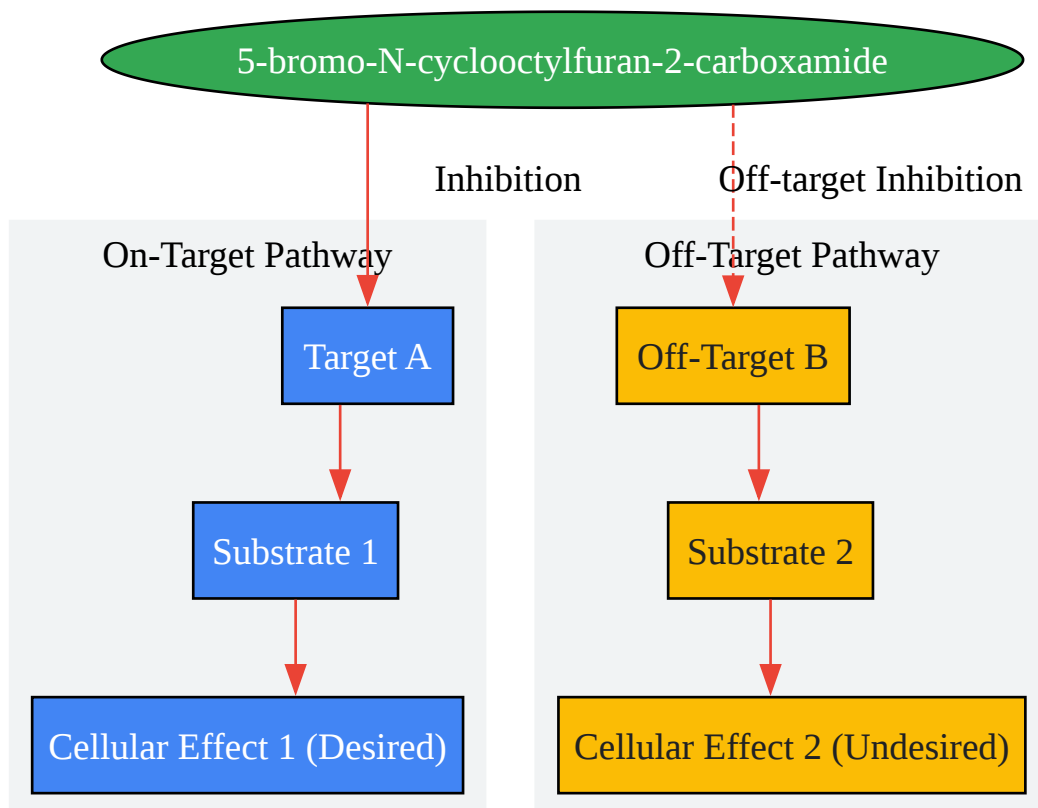 5-bromo-N-cyclooctylfuran-2-carboxamide
Inhibition
Off-target Inhibition
On-Target Pathway
Off-Target Pathway
Target A
Off-Target B
Substrate 1
Substrate 2
Cellular Effect 1 (Desired)
Cellular Effect 2 (Undesired)